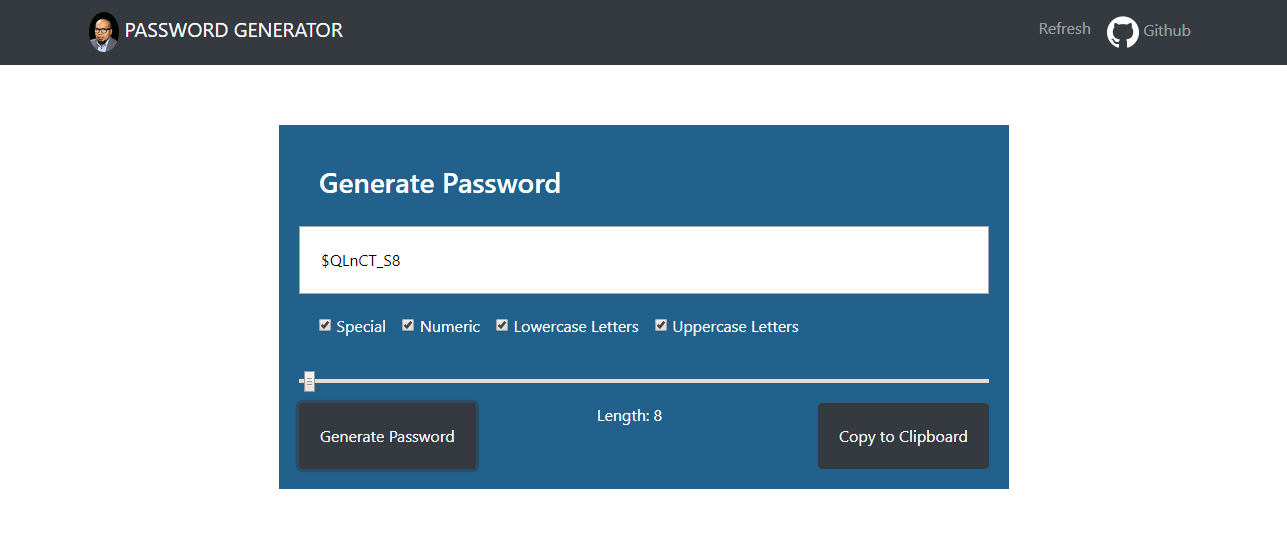 PASSWORD GENERATOR
Refresh
Github
Generate Password
$QLnCT_S8
Special Numeric Lowercase Letters Uppercase Letters
Length: 8
Generate Password
Copy to Clipboard